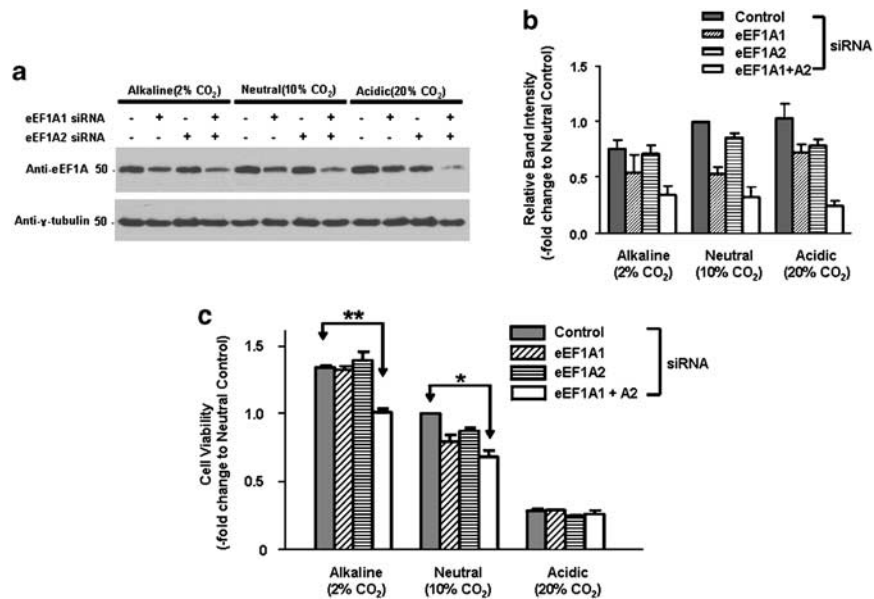 a
Alkaline(2% CO₂) Neutral(10% CO₂) Acidic(20% CO₂)
eEF1A1 siRNA - + - + - + - + - + - +
eEF1A2 siRNA - - + + - - + + - - + +
Anti-eEF1A 50 -
Anti-γ-tubulin 50 -
b
Control
eEF1A1
eEF1A2
eEF1A1+A2
siRNA
Relative Band Intensity
(-fold change to Neutral Control)
1.5
1.0
0.5
0.0
Alkaline
(2% CO₂)
Neutral
(10% CO₂)
Acidic
(20% CO₂)
c
**
*
Control
eEF1A1
eEF1A2
eEF1A1 + A2
siRNA
Cell Viability
(-fold change to Neutral Control)
1.5
1.0
0.5
0
Alkaline
(2% CO₂)
Neutral
(10% CO₂)
Acidic
(20% CO₂)